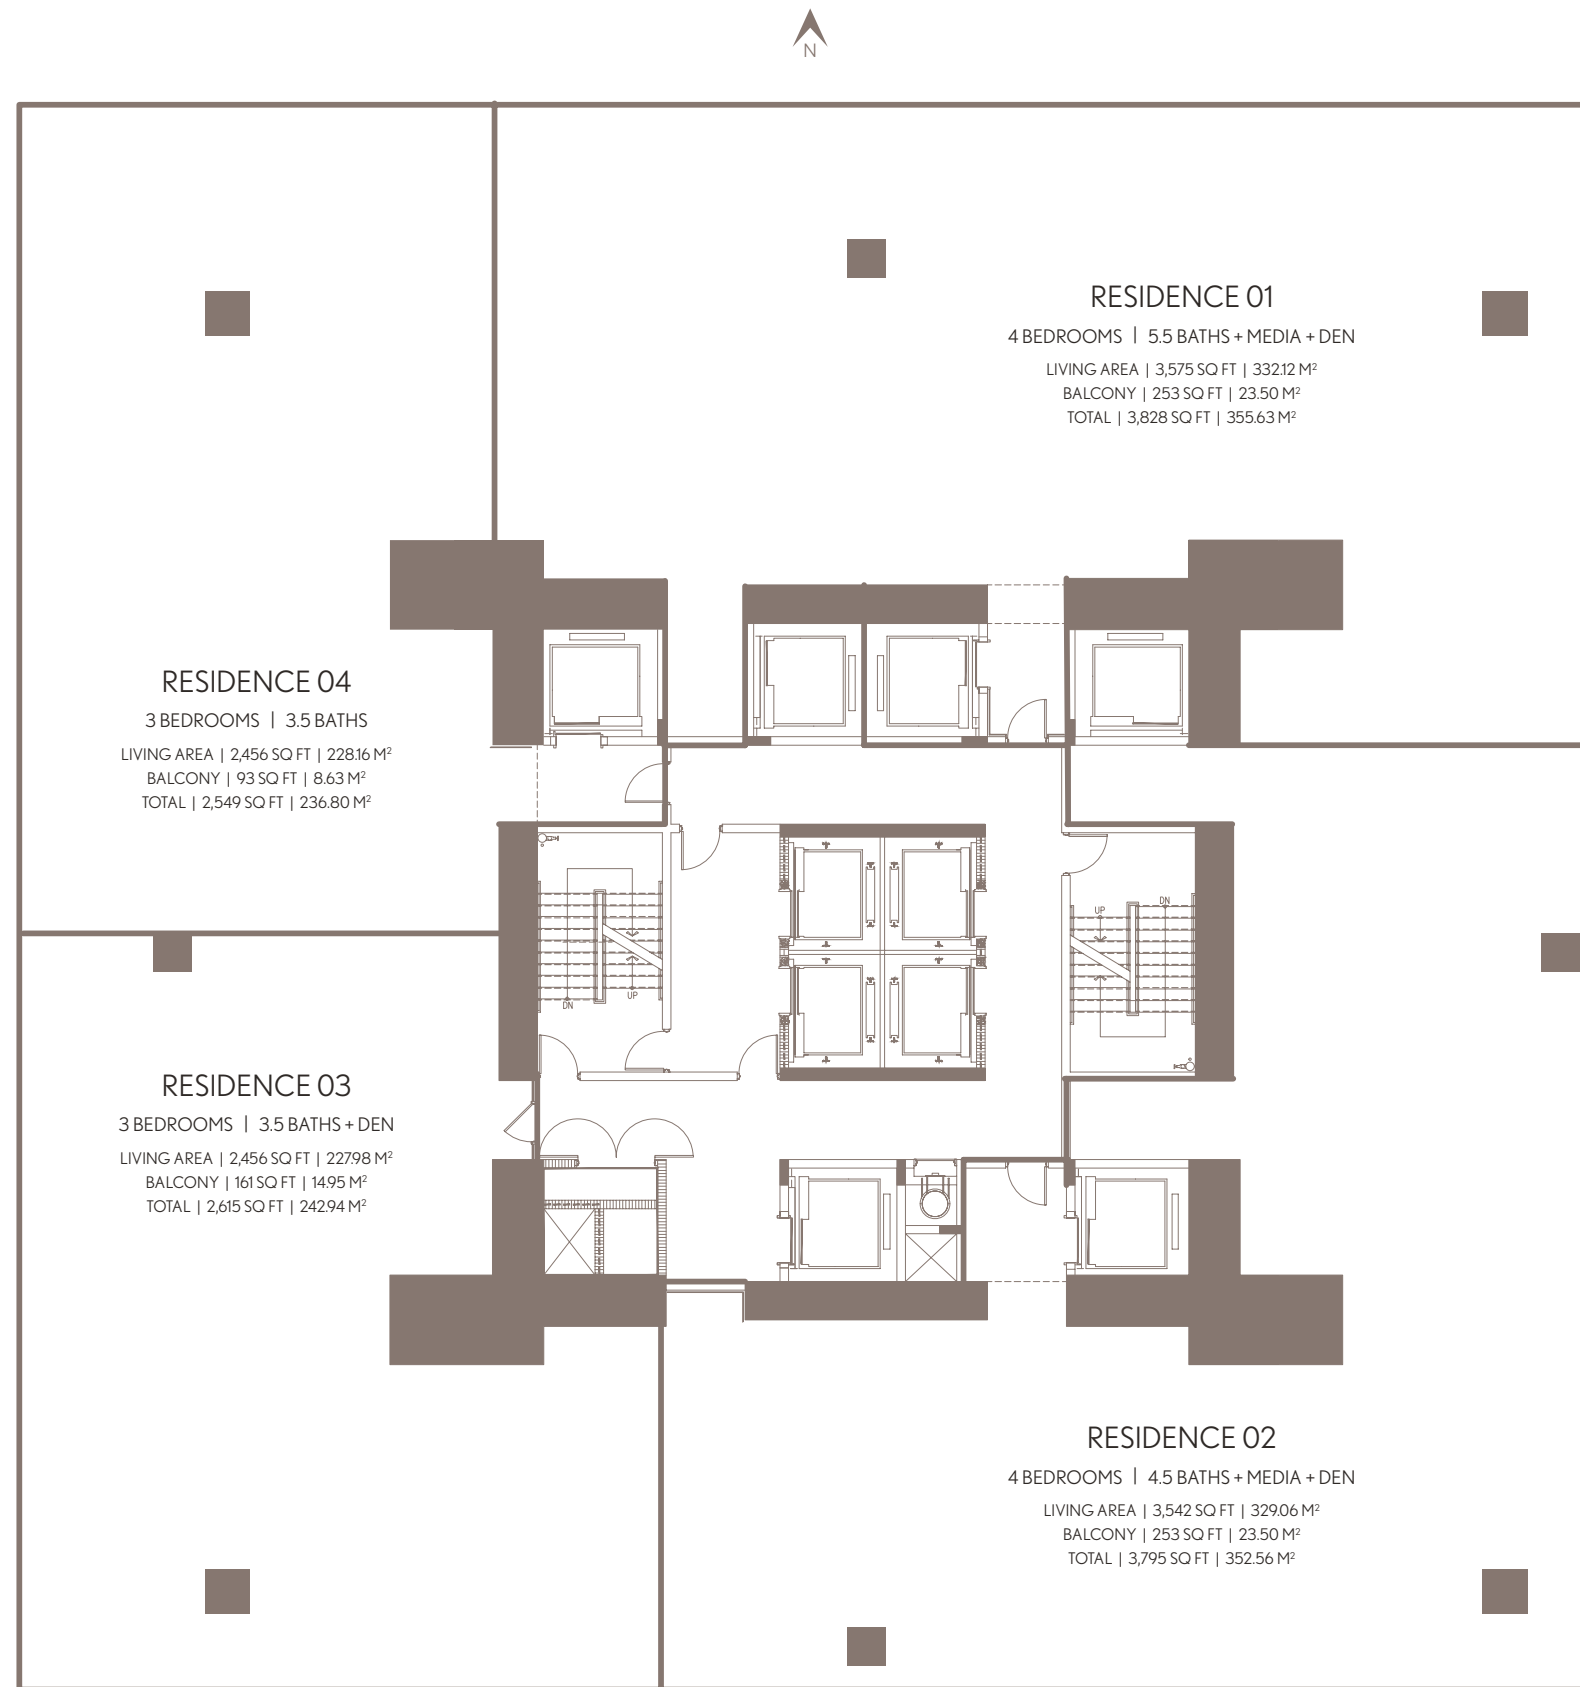 N
RESIDENCE 01
4 BEDROOMS | 5.5 BATHS + MEDIA + DEN
LIVING AREA | 3,575 SQ FT | 332.12 M²
BALCONY | 253 SQ FT | 23.50 M²
TOTAL | 3,828 SQ FT | 355.63 M²
RESIDENCE 04
3 BEDROOMS | 3.5 BATHS
LIVING AREA | 2,456 SQ FT | 228.16 M²
BALCONY | 93 SQ FT | 8.63 M²
TOTAL | 2,549 SQ FT | 236.80 M²
UP
DN
DN
UP
RESIDENCE 03
3 BEDROOMS | 3.5 BATHS + DEN
LIVING AREA | 2,456 SQ FT | 227.98 M²
BALCONY | 161 SQ FT | 14.95 M²
TOTAL | 2,615 SQ FT | 242.94 M²
RESIDENCE 02
4 BEDROOMS | 4.5 BATHS + MEDIA + DEN
LIVING AREA | 3,542 SQ FT | 329.06 M²
BALCONY | 253 SQ FT | 23.50 M²
TOTAL | 3,795 SQ FT | 352.56 M²